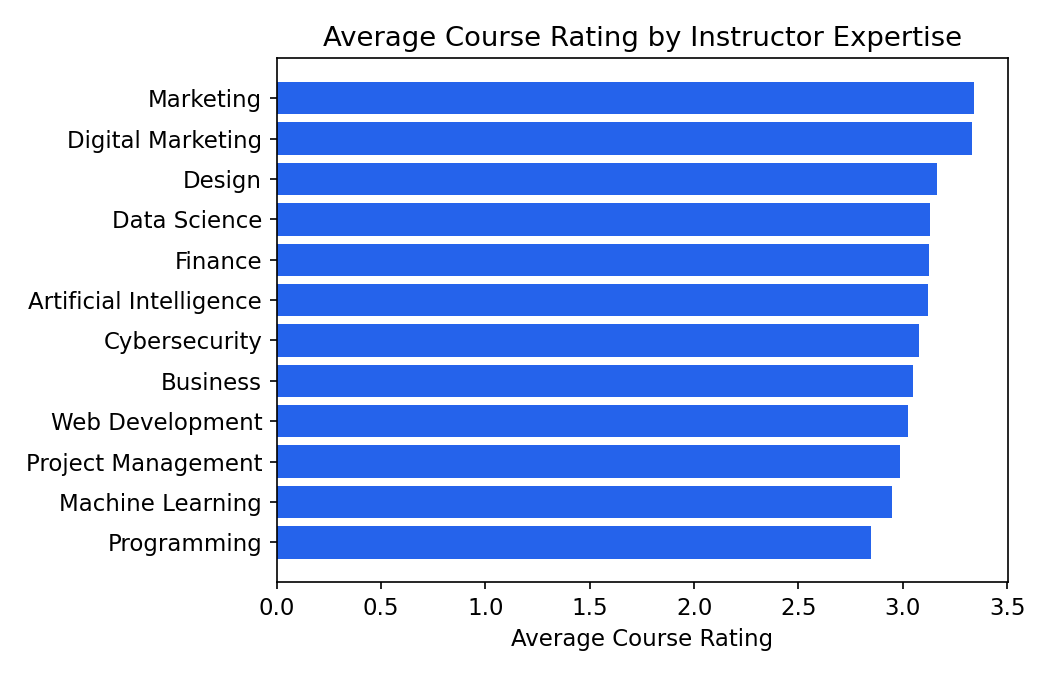 Average Course Rating by Instructor Expertise
Marketing
Digital Marketing
Design
Data Science
Finance
Artificial Intelligence
Cybersecurity
Business
Web Development
Project Management
Machine Learning
Programming
0.0 0.5 1.0 1.5 2.0 2.5 3.0 3.5
Average Course Rating